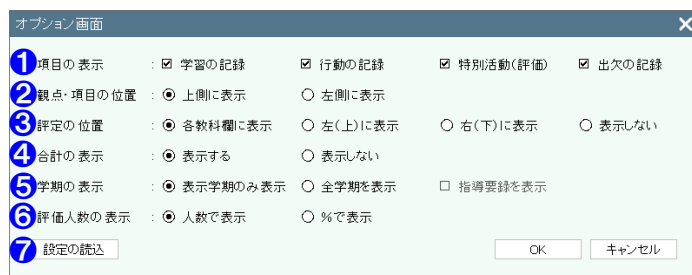 オプション画面 ×
1 項目の表示 : ☑ 学習の記録 ☑ 行動の記録 ☑ 特別活動(評価) ☑ 出欠の記録
2 観点・項目の位置 : ◉ 上側に表示 ○ 左側に表示
3 評定の位置 : ◉ 各教科欄に表示 ○ 左(上)に表示 ○ 右(下)に表示 ○ 表示しない
4 合計の表示 : ◉ 表示する ○ 表示しない
5 学期の表示 : ◉ 表示学期のみ表示 ○ 全学期を表示 □ 指導要録を表示
6 評価人数の表示 : ◉ 人数で表示 ○ %で表示
7 設定の読込 OK キャンセル